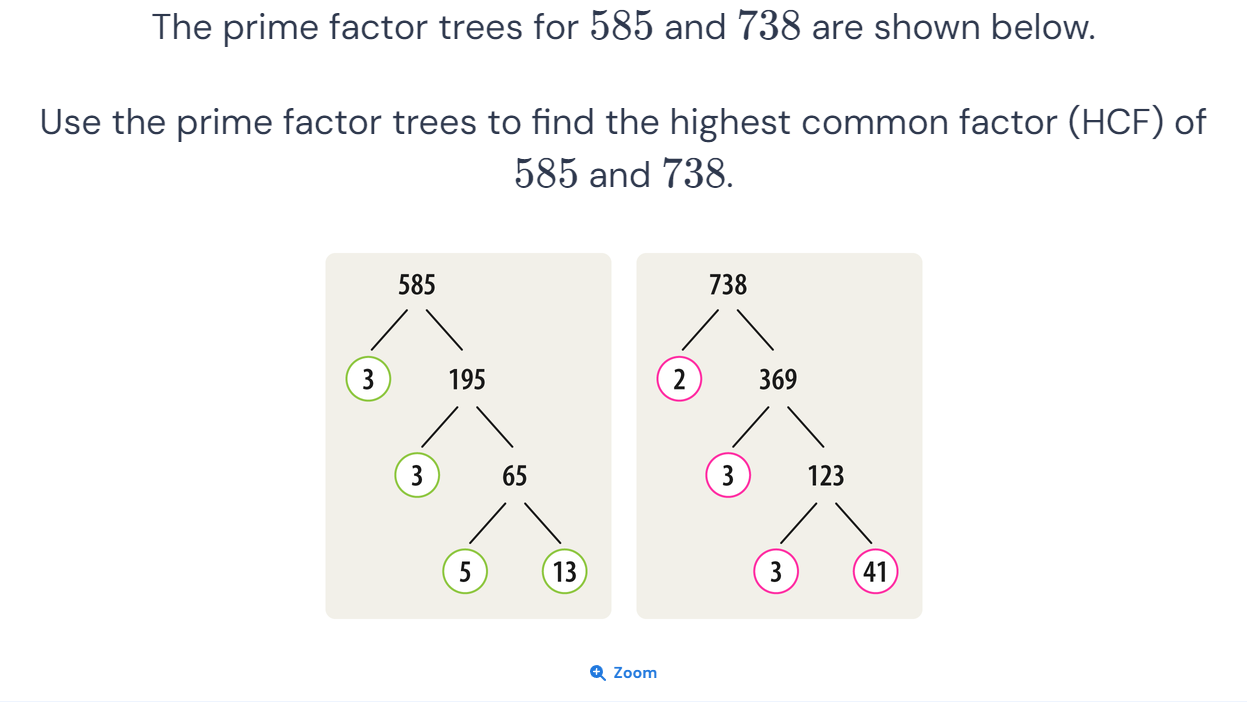 The prime factor trees for 585 and 738 are shown below.
Use the prime factor trees to find the highest common factor (HCF) of
585 and 738.
585
3 195
3 65
5 13
738
2 369
3 123
3 41
Zoom